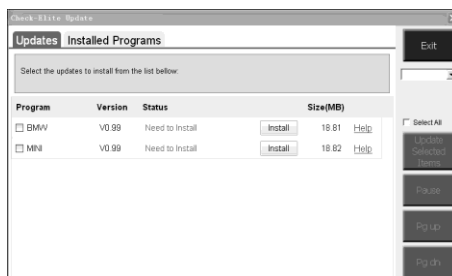 Check-Elite Update
Updates Installed Programs
Exit
Select the updates to install from the list bellow:
Program Version Status Size(MB)
Select All
BMW V0.99 Need to Install Install 18.81 Help
MINI V0.99 Need to Install Install 18.82 Help
Update
Selected
Items
Pause
Pg up
Pg dn